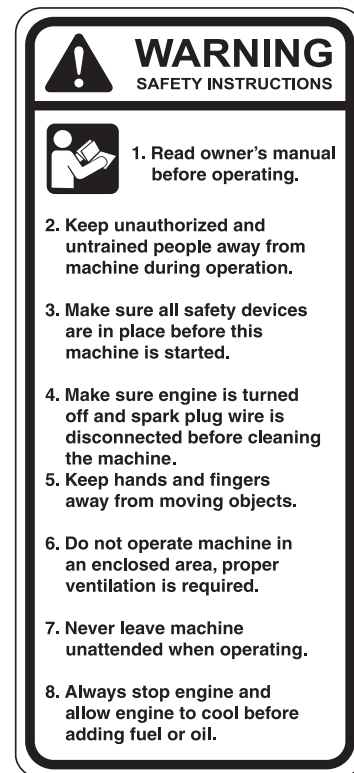 WARNING
SAFETY INSTRUCTIONS
1. Read owner's manual
before operating.
2. Keep unauthorized and
untrained people away from
machine during operation.
3. Make sure all safety devices
are in place before this
machine is started.
4. Make sure engine is turned
off and spark plug wire is
disconnected before cleaning
the machine.
5. Keep hands and fingers
away from moving objects.
6. Do not operate machine in
an enclosed area, proper
ventilation is required.
7. Never leave machine
unattended when operating.
8. Always stop engine and
allow engine to cool before
adding fuel or oil.